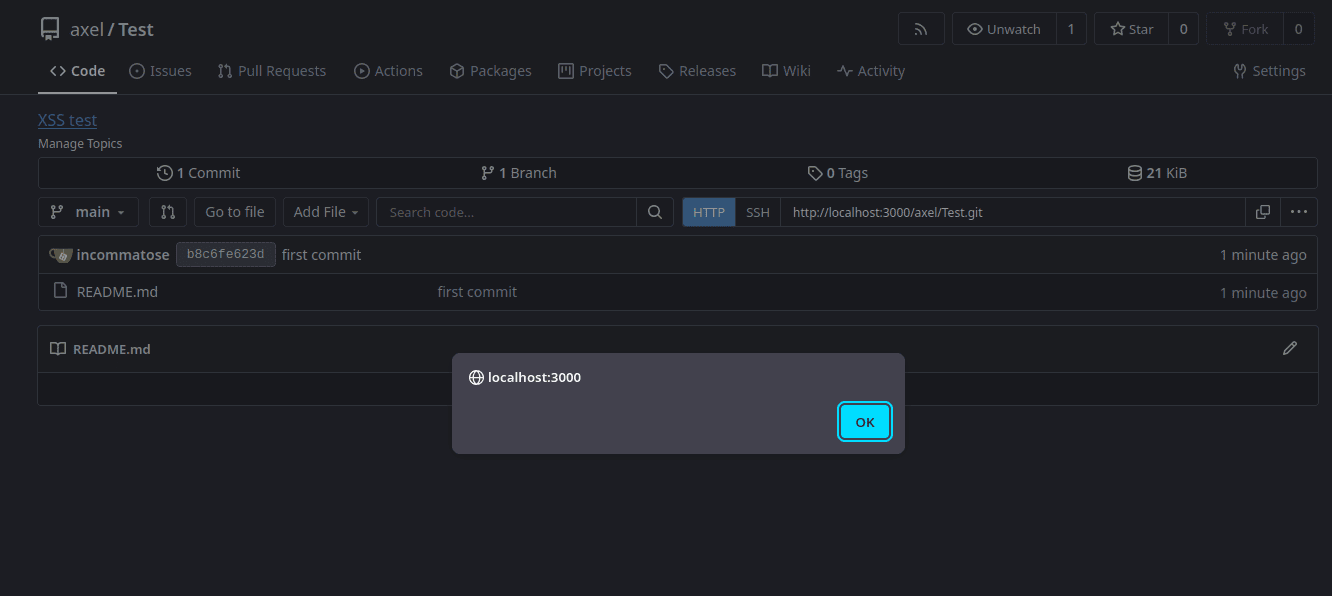 axel / Test
Unwatch 1 Star 0 Fork 0
Code Issues Pull Requests Actions Packages Projects Releases Wiki Activity Settings
XSS test
Manage Topics
1 Commit 1 Branch 0 Tags 21 KiB
main Go to file Add File Search code... HTTP SSH http://localhost:3000/axel/Test.git
incommatose b8c6fe623d first commit 1 minute ago
README.md first commit 1 minute ago
README.md
localhost:3000
OK